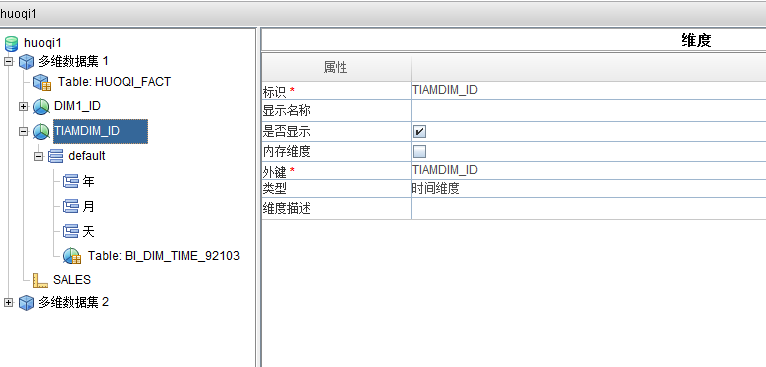 huoqi1
huoqi1
多维数据集 1
Table: HUOQI_FACT
DIM1_ID
TIAMDIM_ID
default
年
月
天
Table: BI_DIM_TIME_92103
SALES
多维数据集 2
维度
属性
标识 * TIAMDIM_ID
显示名称
是否显示
内存维度
外键 * TIAMDIM_ID
类型 时间维度
维度描述